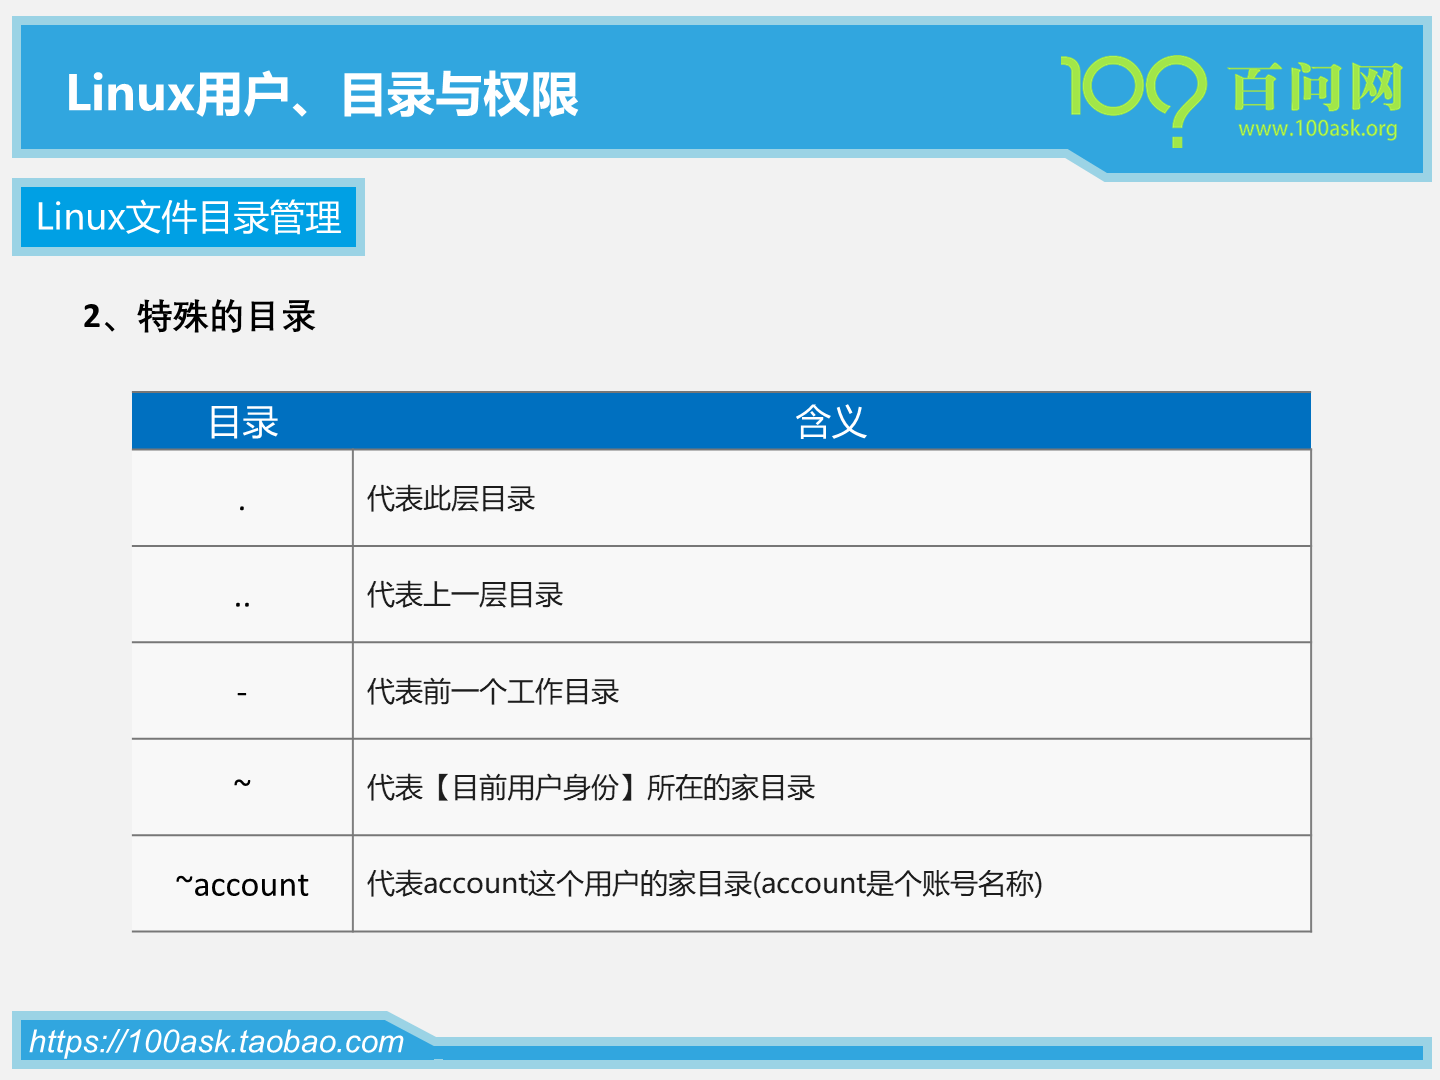 Linux用户、目录与权限
100? 百问网
www.100ask.org
Linux文件目录管理
2、特殊的目录
目录 含义
. 代表此层目录
.. 代表上一层目录
- 代表前一个工作目录
~ 代表【目前用户身份】所在的家目录
~account 代表account这个用户的家目录(account是个账号名称)
https://100ask.taobao.com